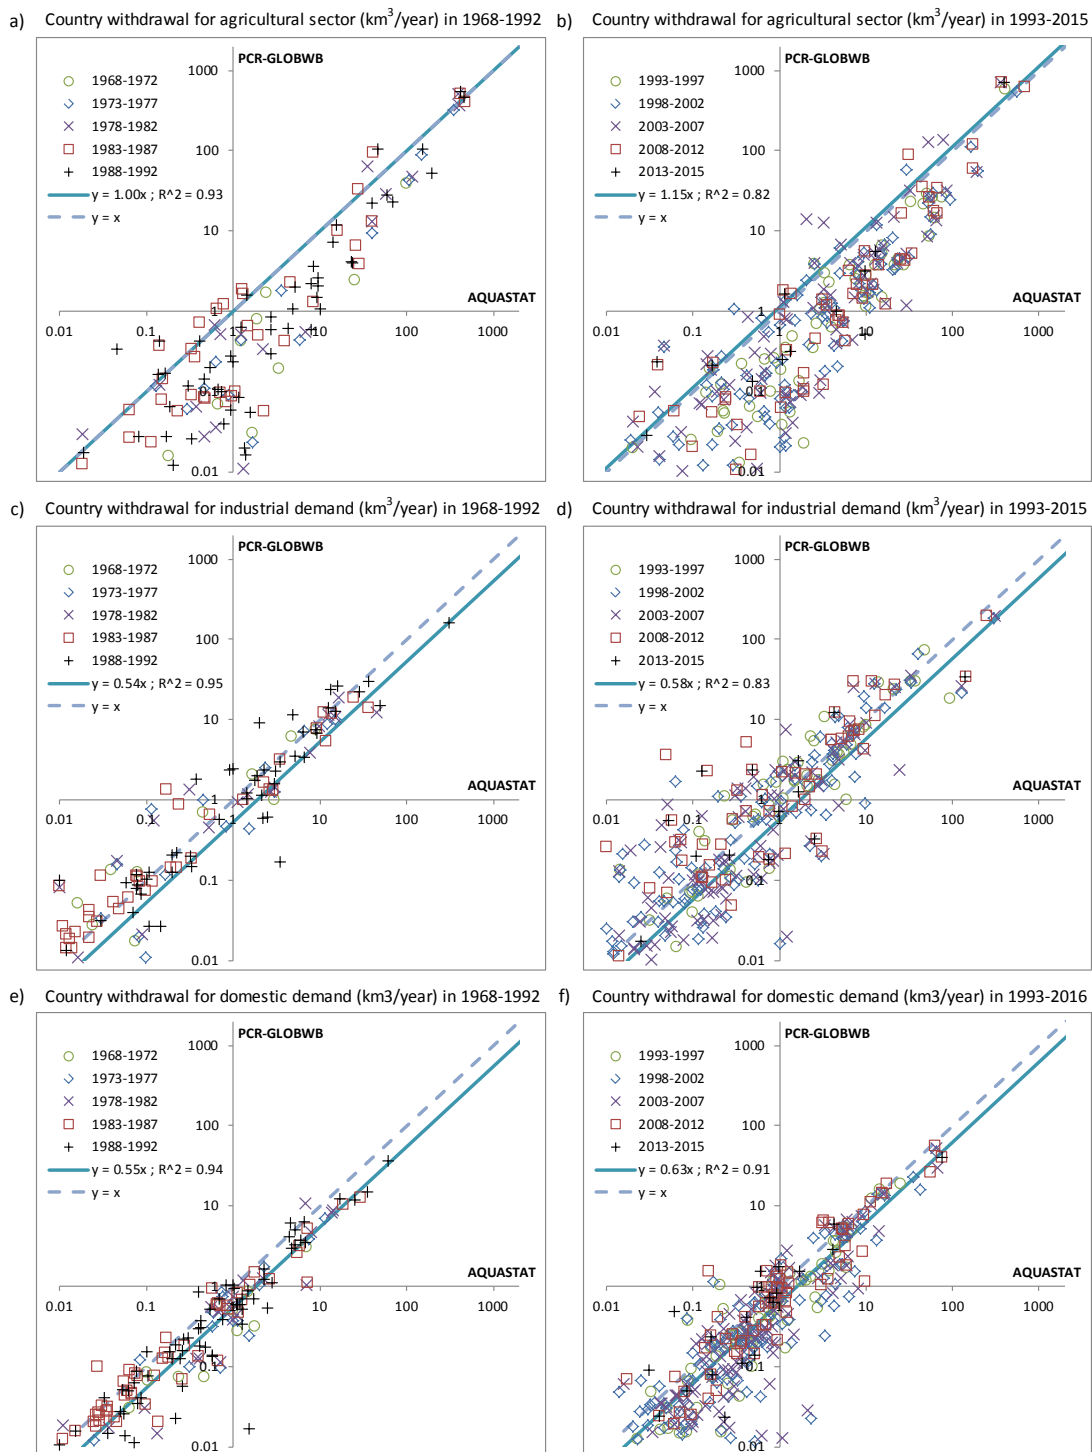 a) Country withdrawal for agricultural sector (km³/year) in 1968-1992
PCR-GLOBWB
1000
1968-1972
1973-1977
1978-1982
100
1983-1987
1988-1992
y = 1.00x ; R^2 = 0.93
y = x
10
AQUASTAT
1
0.01 0.1 1 10 100 1000
0.1
0.01
b) Country withdrawal for agricultural sector (km³/year) in 1993-2015
PCR-GLOBWB
1000
1993-1997
1998-2002
2003-2007
100
2008-2012
2013-2015
y = 1.15x ; R^2 = 0.82
y = x
10
AQUASTAT
1
0.01 0.1 1 10 100 1000
0.1
0.01
c) Country withdrawal for industrial demand (km³/year) in 1968-1992
PCR-GLOBWB
1000
1968-1972
1973-1977
1978-1982
100
1983-1987
1988-1992
y = 0.54x ; R^2 = 0.95
y = x
10
AQUASTAT
1
0.01 0.1 1 10 100 1000
0.1
0.01
d) Country withdrawal for industrial demand (km³/year) in 1993-2015
PCR-GLOBWB
1000
1993-1997
1998-2002
2003-2007
100
2008-2012
2013-2015
y = 0.58x ; R^2 = 0.83
y = x
10
AQUASTAT
1
0.01 0.1 1 10 100 1000
0.1
0.01
e) Country withdrawal for domestic demand (km3/year) in 1968-1992
PCR-GLOBWB
1000
1968-1972
1973-1977
1978-1982
100
1983-1987
1988-1992
y = 0.55x ; R^2 = 0.94
y = x
10
AQUASTAT
1
0.01 0.1 1 10 100 1000
0.1
0.01
f) Country withdrawal for domestic demand (km3/year) in 1993-2016
PCR-GLOBWB
1000
1993-1997
1998-2002
2003-2007
100
2008-2012
2013-2015
y = 0.63x ; R^2 = 0.91
y = x
10
AQUASTAT
1
0.01 0.1 1 10 100 1000
0.1
0.01